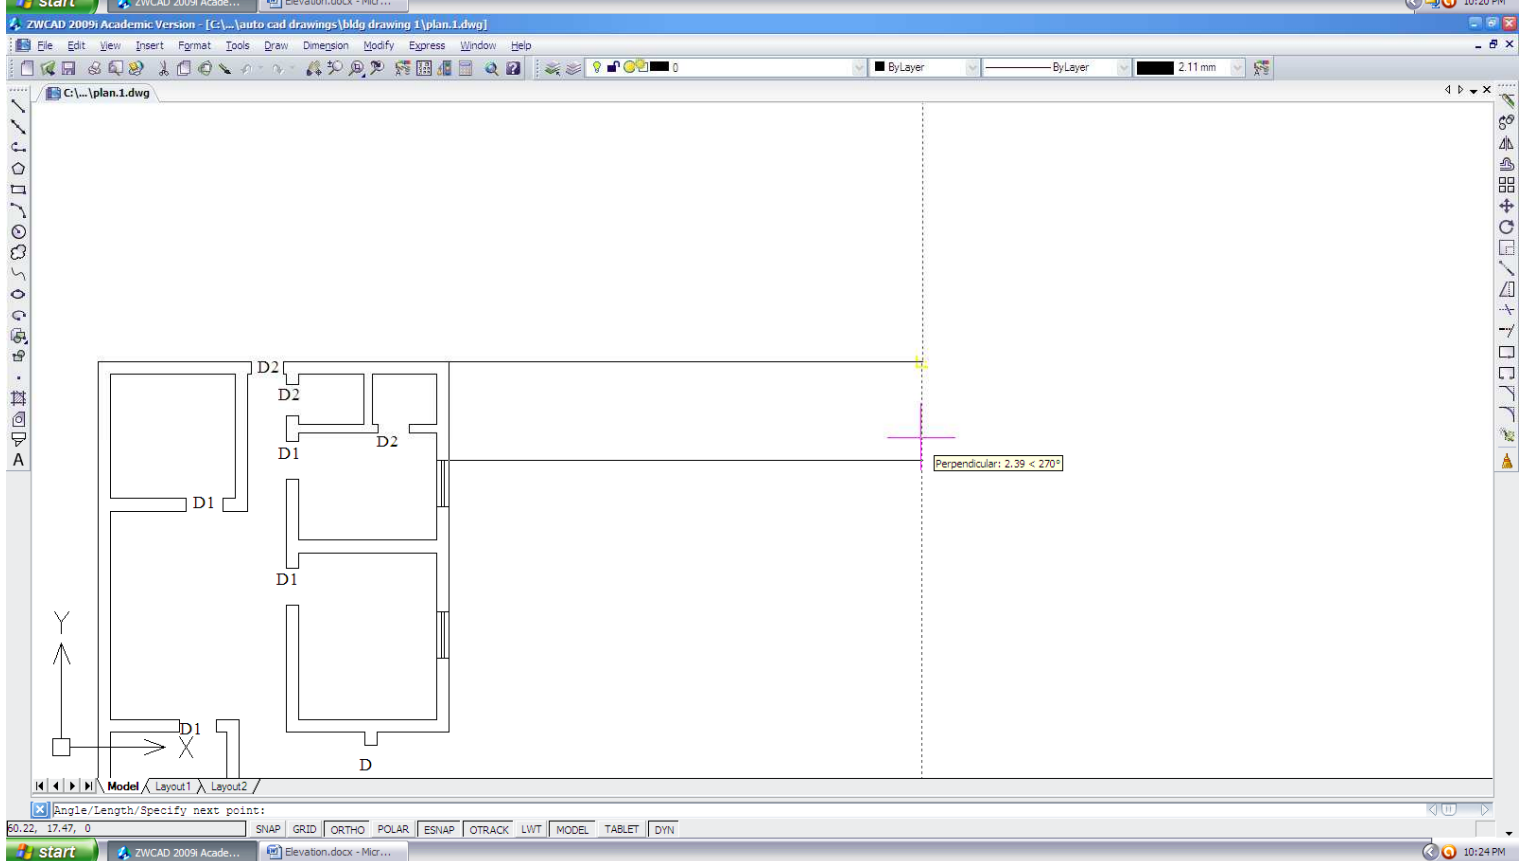 start ZWCAD 2009i Acade... Elevation.docx - Micr... 10:20 PM
ZWCAD 2009i Academic Version - [C:\...\auto cad drawings\bldg drawing 1\plan.1.dwg]
File Edit View Insert Format Tools Draw Dimension Modify Express Window Help
0 ByLayer ByLayer 2.11 mm
C:\...\plan.1.dwg
D2
D2
D2
D1
Perpendicular: 2.39 < 270°
D1
D1
Y
D1
X
D
Model Layout1 Layout2
Angle/Length/Specify next point:
60.22, 17.47, 0 SNAP GRID ORTHO POLAR ESNAP OTRACK LWT MODEL TABLET DYN
start ZWCAD 2009i Acade... Elevation.docx - Micr... 10:24 PM